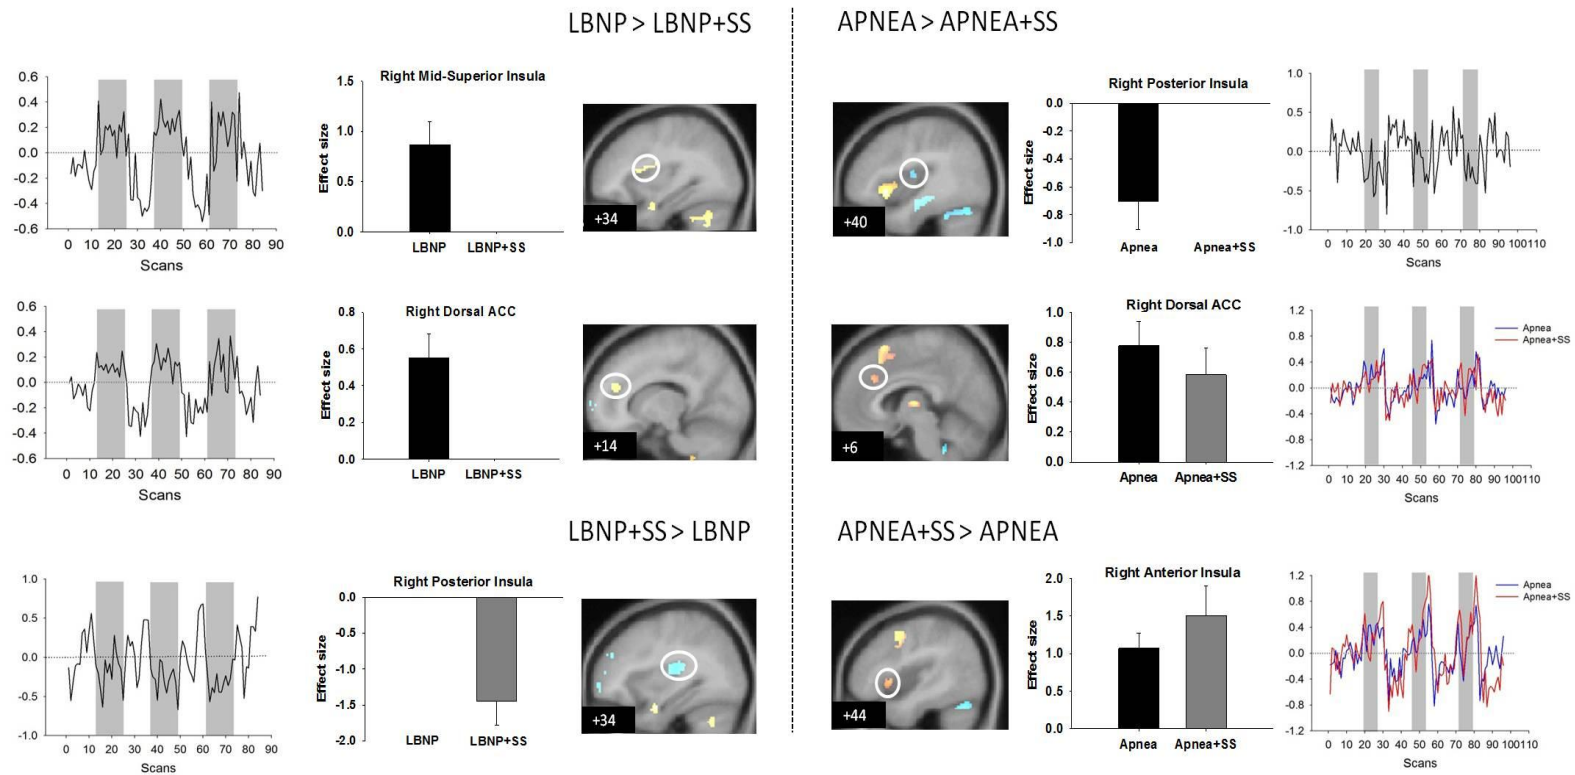 LBNP > LBNP+SS
APNEA > APNEA+SS
0.6
0.4
0.2
0.0
-0.2
-0.4
-0.6
0 10 20 30 40 50 60 70 80 90
Scans
Right Mid-Superior Insula
Effect size
1.5
1.0
0.5
0.0
LBNP LBNP+SS
+34
+40
Right Posterior Insula
Effect size
0.0
-0.2
-0.4
-0.6
-0.8
-1.0
Apnea Apnea+SS
1.0
0.5
0.0
-0.5
-1.0
0 10 20 30 40 50 60 70 80 90 100 110
Scans
0.6
0.4
0.2
0.0
-0.2
-0.4
-0.6
0 10 20 30 40 50 60 70 80 90
Scans
Right Dorsal ACC
Effect size
0.8
0.6
0.4
0.2
0.0
LBNP LBNP+SS
+14
+6
Right Dorsal ACC
Effect size
1.0
0.8
0.6
0.4
0.2
0.0
Apnea Apnea+SS
1.2
0.8
0.4
0.0
-0.4
-0.8
-1.2
Apnea
Apnea+SS
0 10 20 30 40 50 60 70 80 90 100 110
Scans
LBNP+SS > LBNP
APNEA+SS > APNEA
1.0
0.5
0.0
-0.5
-1.0
0 10 20 30 40 50 60 70 80 90
Scans
Right Posterior Insula
Effect size
0.0
-0.5
-1.0
-1.5
-2.0
LBNP LBNP+SS
+34
+44
Right Anterior Insula
Effect size
2.0
1.5
1.0
0.5
0.0
Apnea Apnea+SS
1.2
0.8
0.4
0.0
-0.4
-0.8
-1.2
Apnea
Apnea+SS
0 10 20 30 40 50 60 70 80 90 100 110
Scans